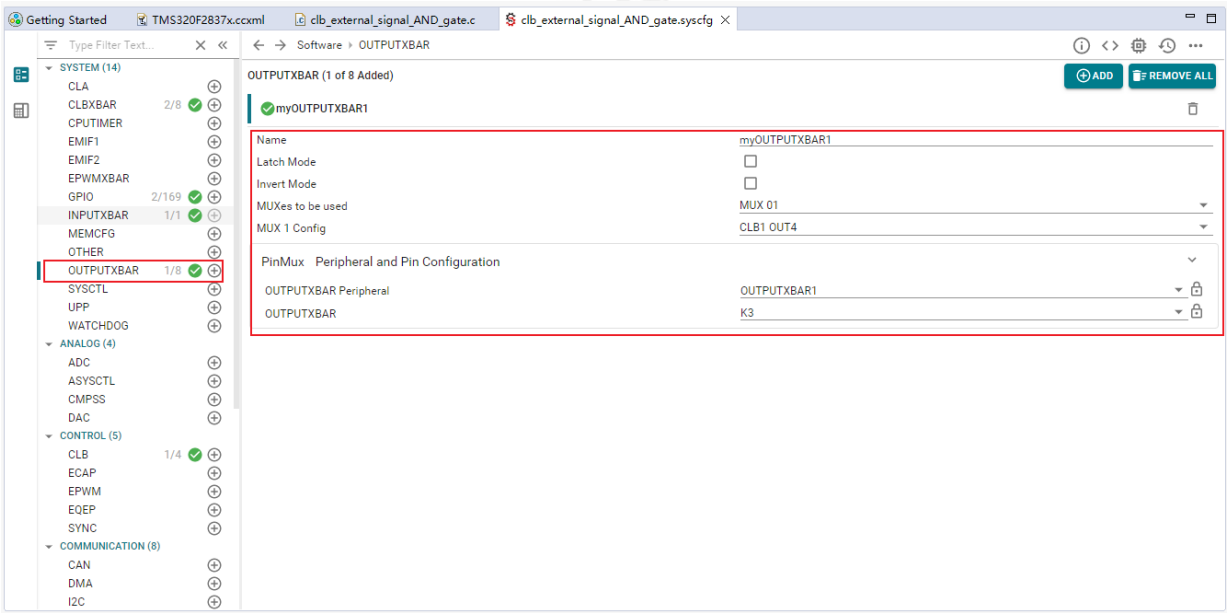 Getting Started TMS320F2837x.ccxml clb_external_signal_AND_gate.c clb_external_signal_AND_gate.syscfg
Type Filter Text... Software OUTPUTXBAR
SYSTEM (14)
CLA
CLBXBAR 2/8
CPUTIMER
EMIF1
EMIF2
EPWMXBAR
GPIO 2/169
INPUTXBAR 1/1
MEMCFG
OTHER
OUTPUTXBAR 1/8
SYSCTL
UPP
WATCHDOG
ANALOG (4)
ADC
ASYSCTL
CMPSS
DAC
CONTROL (5)
CLB 1/4
ECAP
EPWM
EQEP
SYNC
COMMUNICATION (8)
CAN
DMA
I2C
OUTPUTXBAR (1 of 8 Added) ADD REMOVE ALL
myOUTPUTXBAR1
Name myOUTPUTXBAR1
Latch Mode
Invert Mode
MUXes to be used MUX 01
MUX 1 Config CLB1 OUT4
PinMux Peripheral and Pin Configuration
OUTPUTXBAR Peripheral OUTPUTXBAR1
OUTPUTXBAR K3